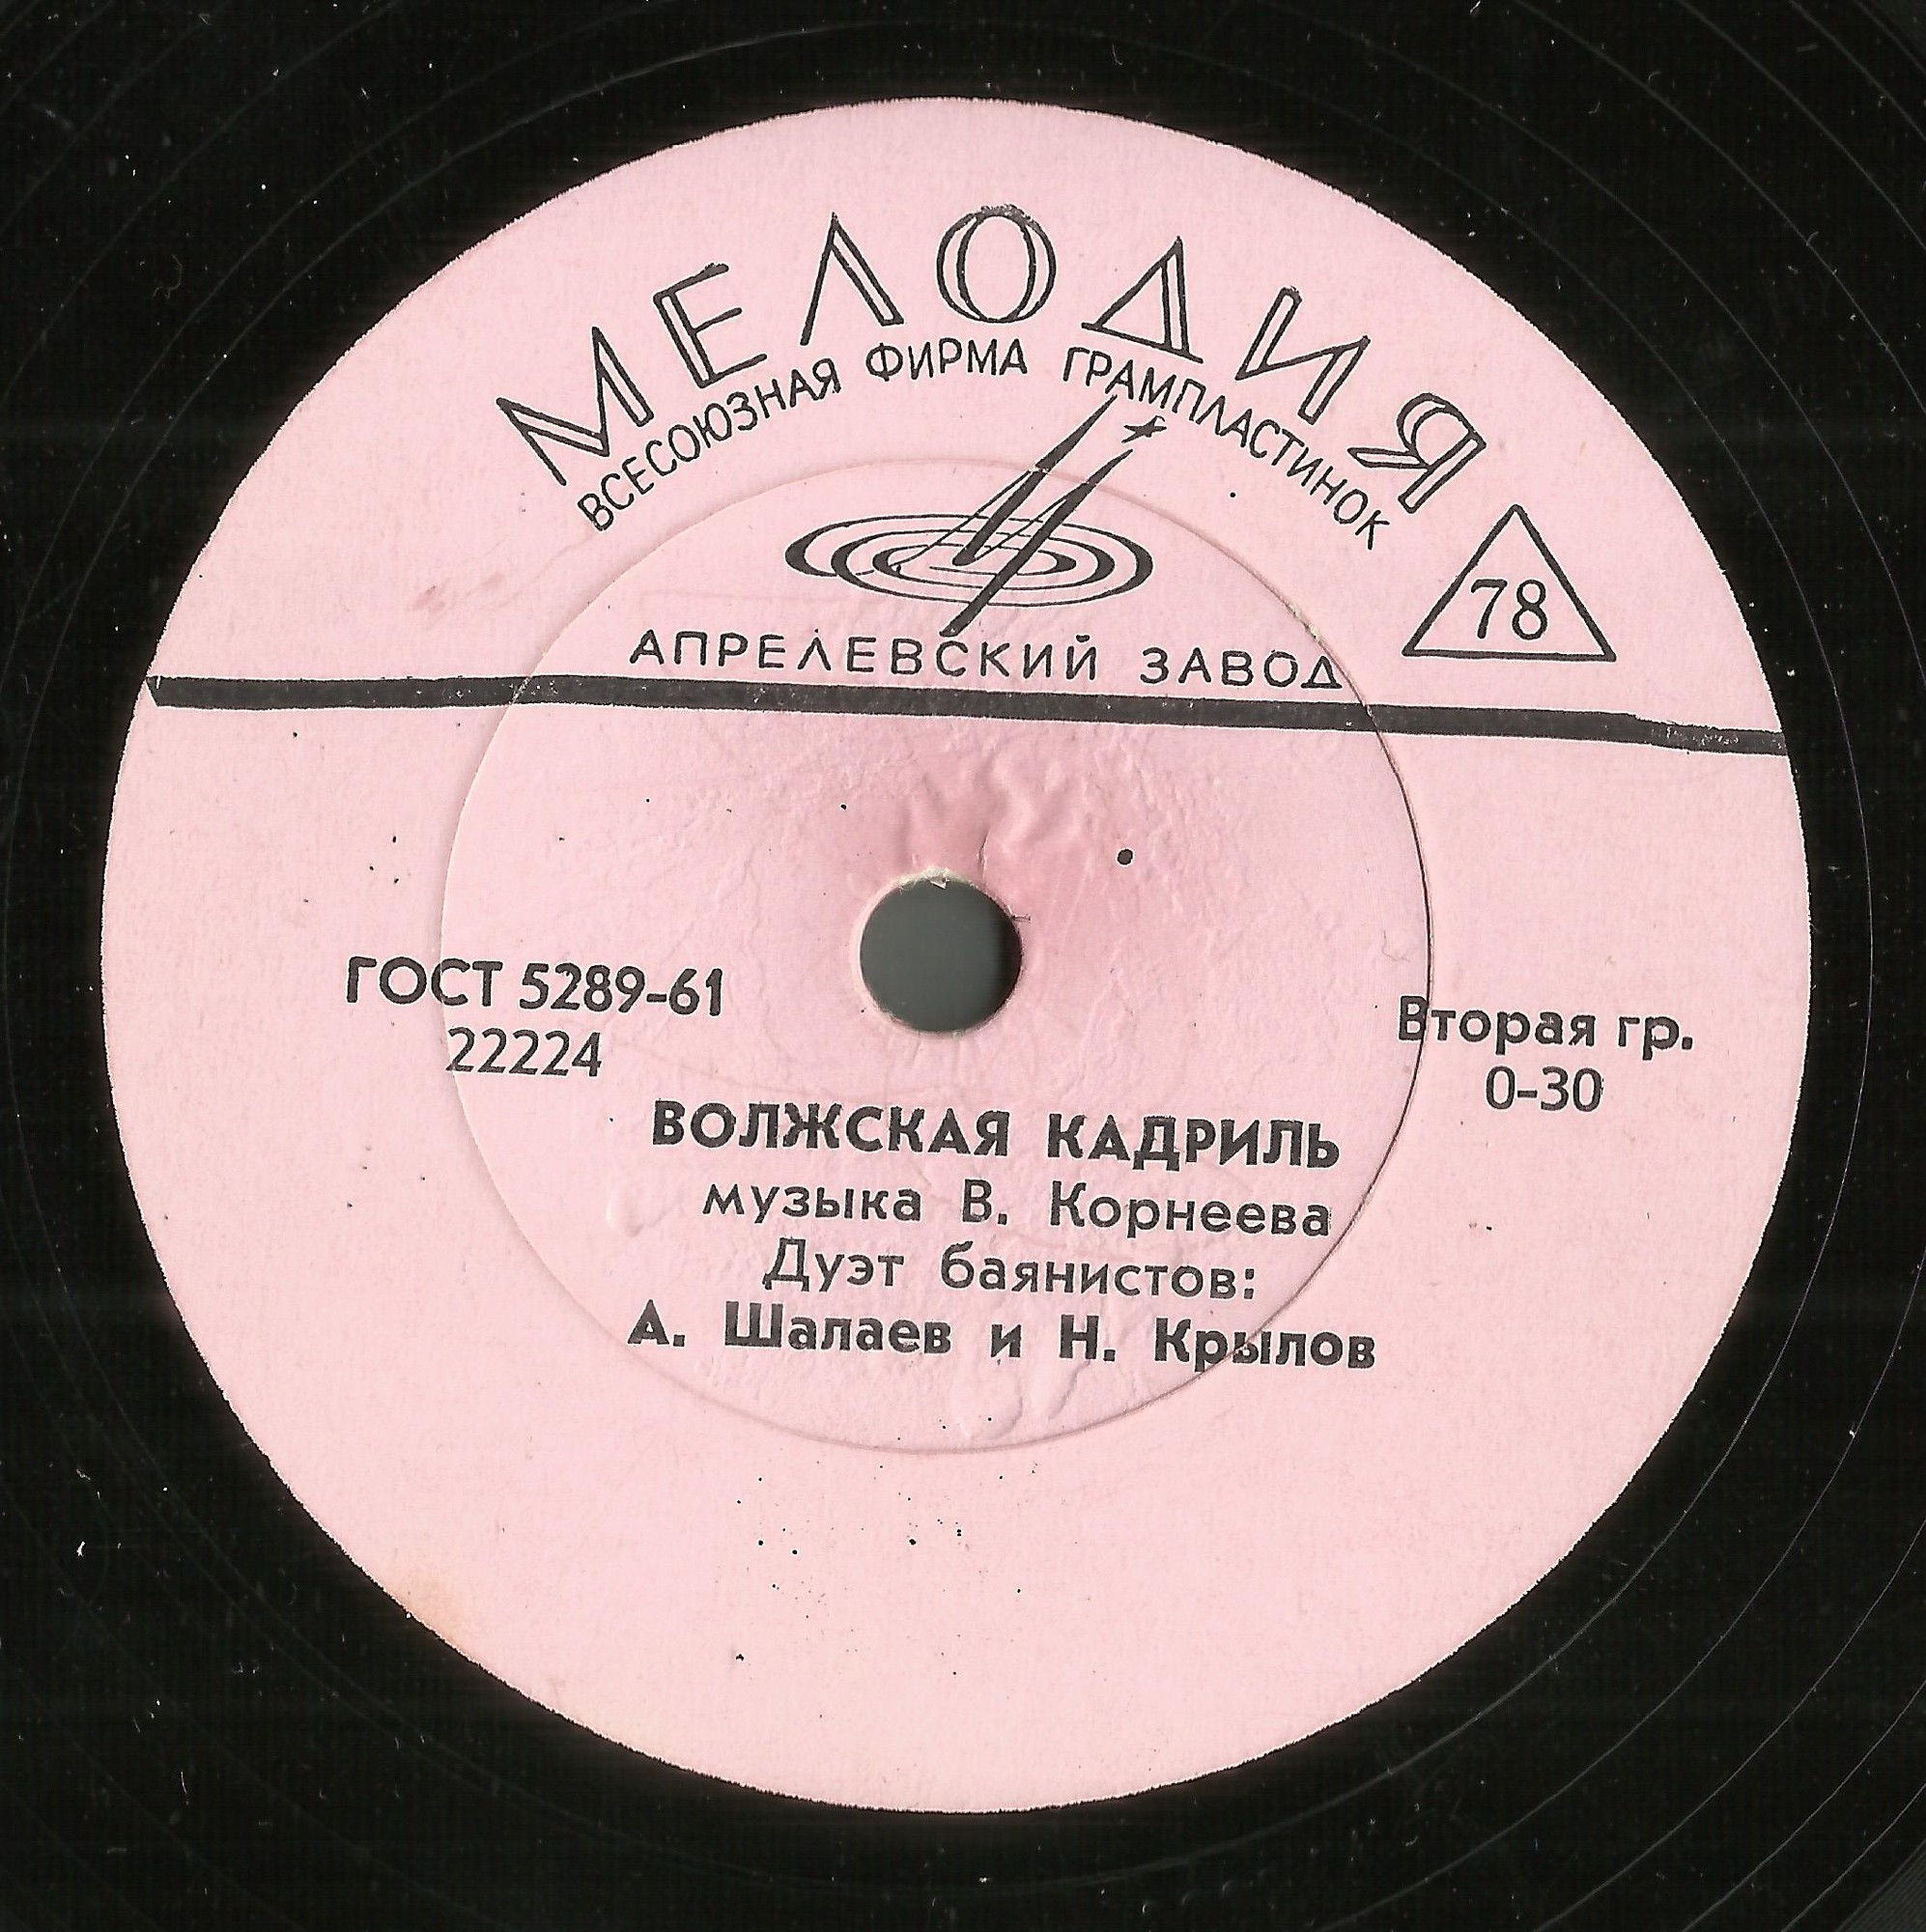 МЕЛОДИЯ
ВСЕСОЮЗНАЯ ФИРМА ГРАМПЛАСТИНОК
78
АПРЕЛЕВСКИЙ ЗАВОД
ГОСТ 5289-61
22224
Вторая гр.
0-30
ВОЛЖСКАЯ КАДРИЛЬ
музыка В. Корнеева
Дуэт баянистов:
А. Шалаев и Н. Крылов